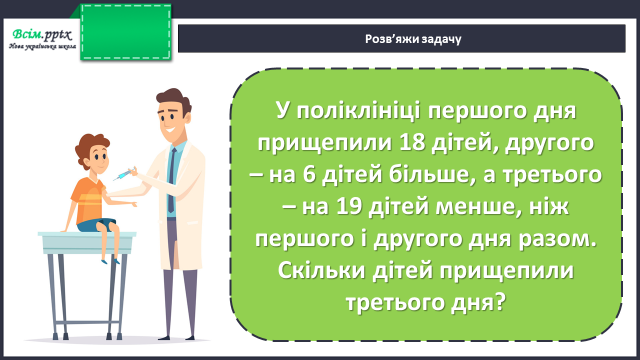 Всім.pptx
Нова українська школа
Розв’яжи задачу
У поліклініці першого дня
прищепили 18 дітей, другого
– на 6 дітей більше, а третього
– на 19 дітей менше, ніж
першого і другого дня разом.
Скільки дітей прищепили
третього дня?